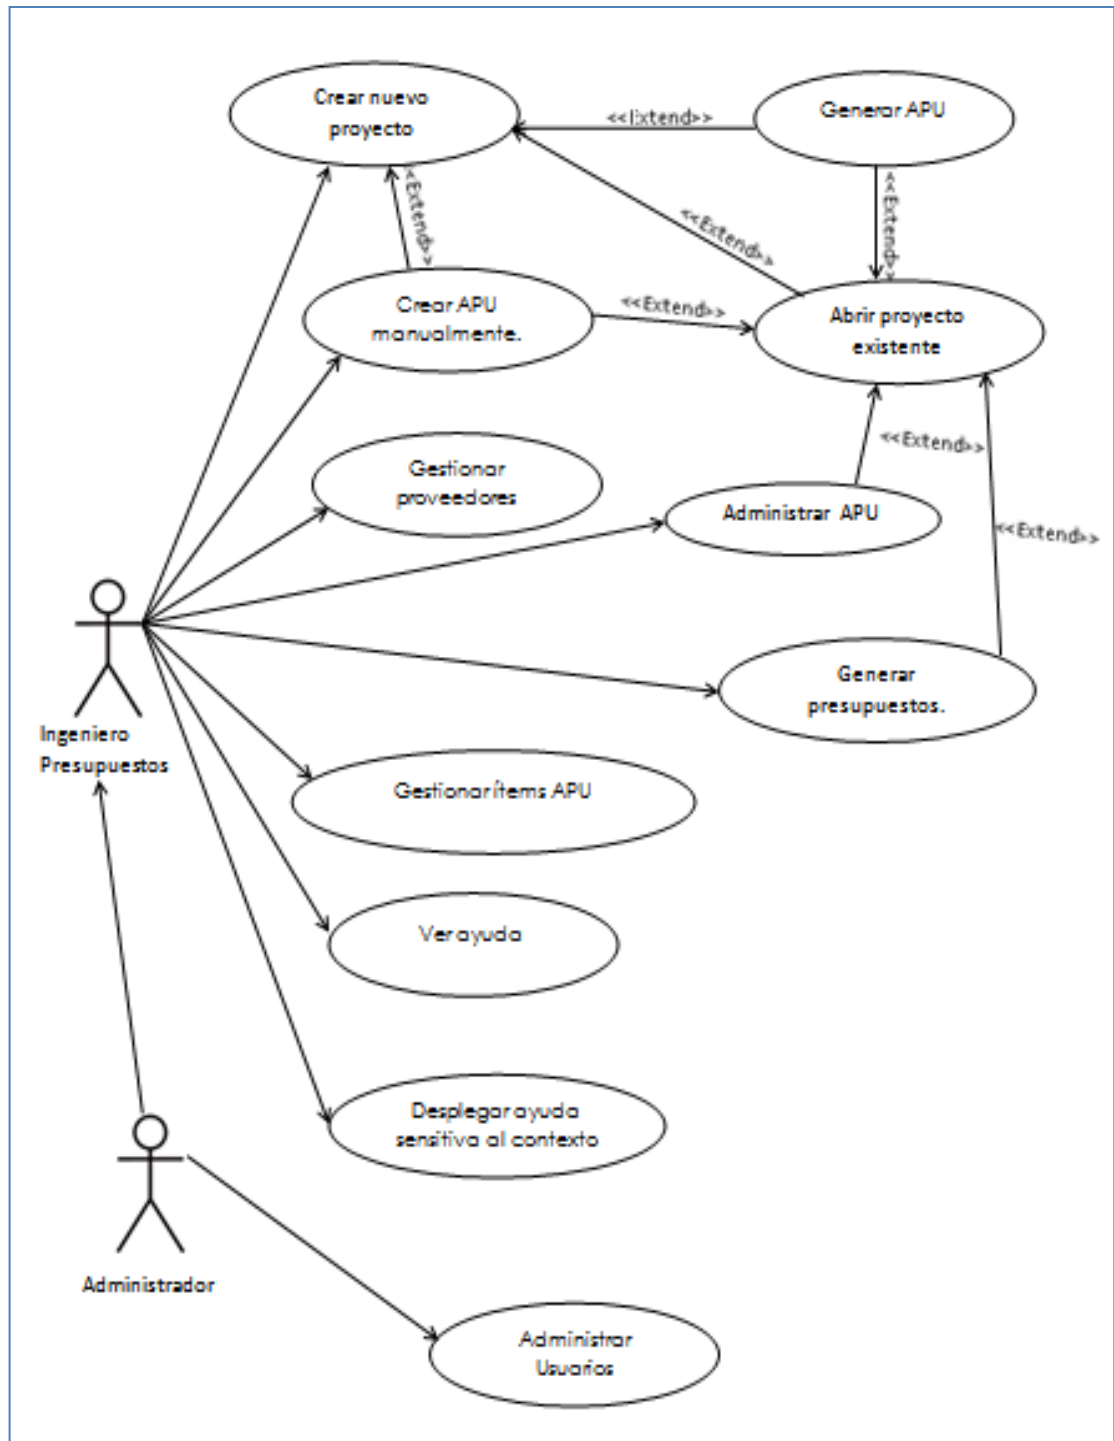 Crear nuevo
proyecto
Generar APU
<<Extend>>
<<Extend>>
<<Extend>>
<<Extend>>
Crear APU
manualmente.
<<Extend>>
Abrir proyecto
existente
Gestionar
proveedores
<<Extend>>
Administrar APU
<<Extend>>
Generar
presupuestos.
Ingeniero
Presupuestos
Gestionar ítems APU
Ver ayuda
Desplegar ayuda
sensitiva al contexto
Administrador
Administrar
Usuarios